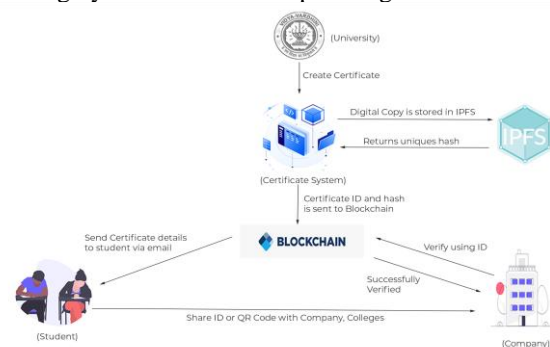 (University)
Create Certificate
Digital Copy is stored in IPFS
IPFS
Returns uniques hash
(Certificate System)
Certificate ID and hash
is sent to Blockchain
Send Certificate details
to student via email
BLOCKCHAIN
Verify using ID
Successfully
Verified
Share ID or QR Code with Company, Colleges
(Student)
(Company)